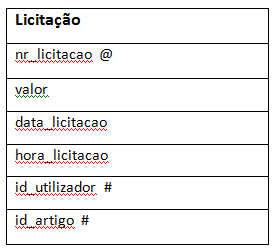 Licitação
nr_licitacao @
valor
data_licitacao
hora_licitacao
id_utilizador #
id_artigo #